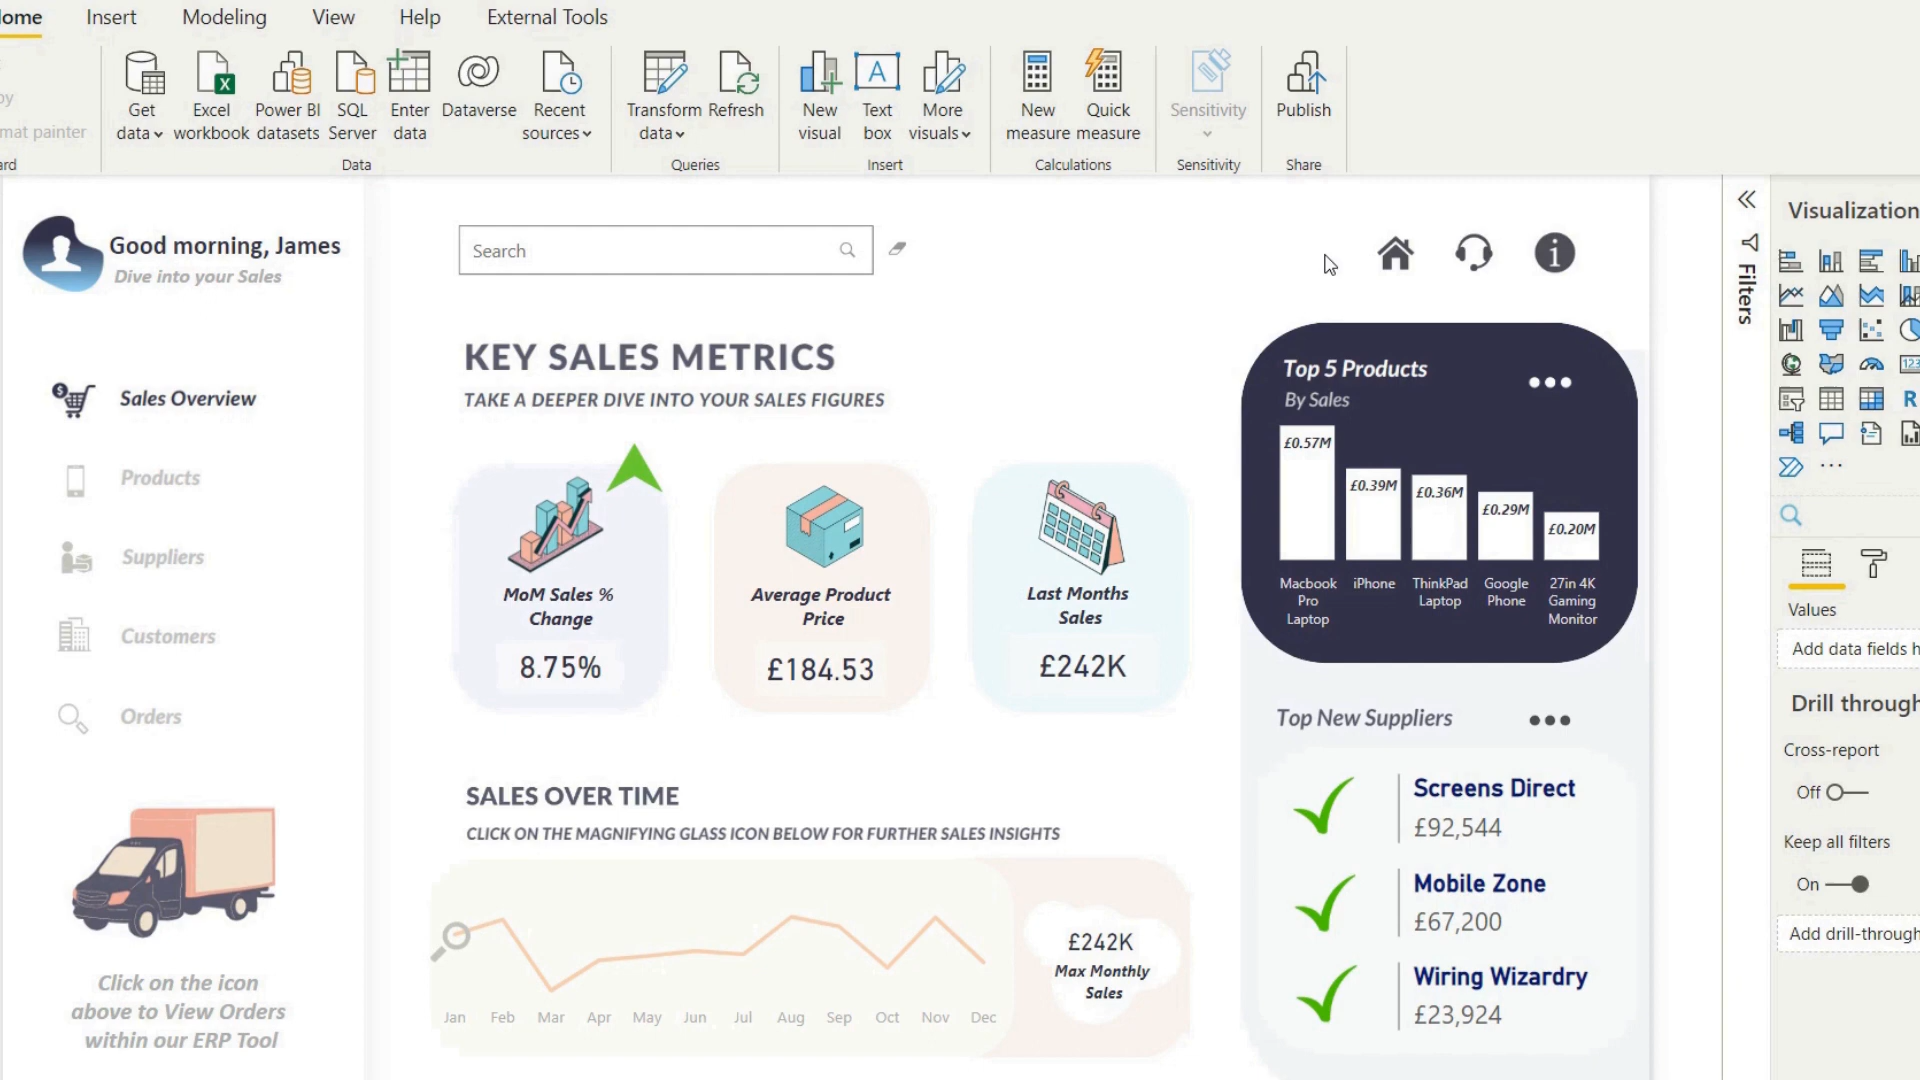 Home Insert Modeling View Help External Tools
mat painter
Get data
Excel workbook
Power BI datasets
SQL Server
Enter data
Dataverse
Recent sources
Data
Transform data
Refresh
Queries
New visual
Text box
More visuals
Insert
New measure
Quick measure
Calculations
Sensitivity
Sensitivity
Publish
Share
Good morning, James
Dive into your Sales
Sales Overview
Products
Suppliers
Customers
Orders
Click on the icon
above to View Orders
within our ERP Tool
Search
KEY SALES METRICS
TAKE A DEEPER DIVE INTO YOUR SALES FIGURES
MoM Sales %
Change
8.75%
Average Product
Price
£184.53
Last Months
Sales
£242K
SALES OVER TIME
CLICK ON THE MAGNIFYING GLASS ICON BELOW FOR FURTHER SALES INSIGHTS
Jan Feb Mar Apr May Jun Jul Aug Sep Oct Nov Dec
£242K
Max Monthly
Sales
Top 5 Products
By Sales
£0.57M
£0.39M
£0.36M
£0.29M
£0.20M
Macbook
Pro
Laptop
iPhone
ThinkPad
Laptop
Google
Phone
27in 4K
Gaming
Monitor
Top New Suppliers
Screens Direct
£92,544
Mobile Zone
£67,200
Wiring Wizardry
£23,924
Filters
Visualization
123
R
Values
Add data fields h
Drill through
Cross-report
Off
Keep all filters
On
Add drill-through